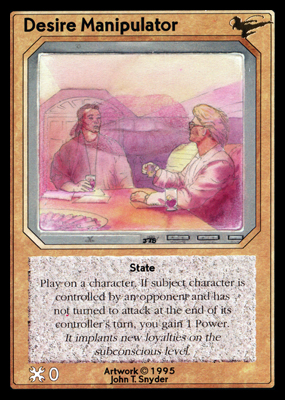 Desire Manipulator
State
Play on a character. If subject character is
controlled by an opponent and has
not turned to attack at the end of its
controller's turn, you gain 1 Power.
It implants new loyalties on the
subconscious level.
0
Artwork © 1995
John T. Snyder